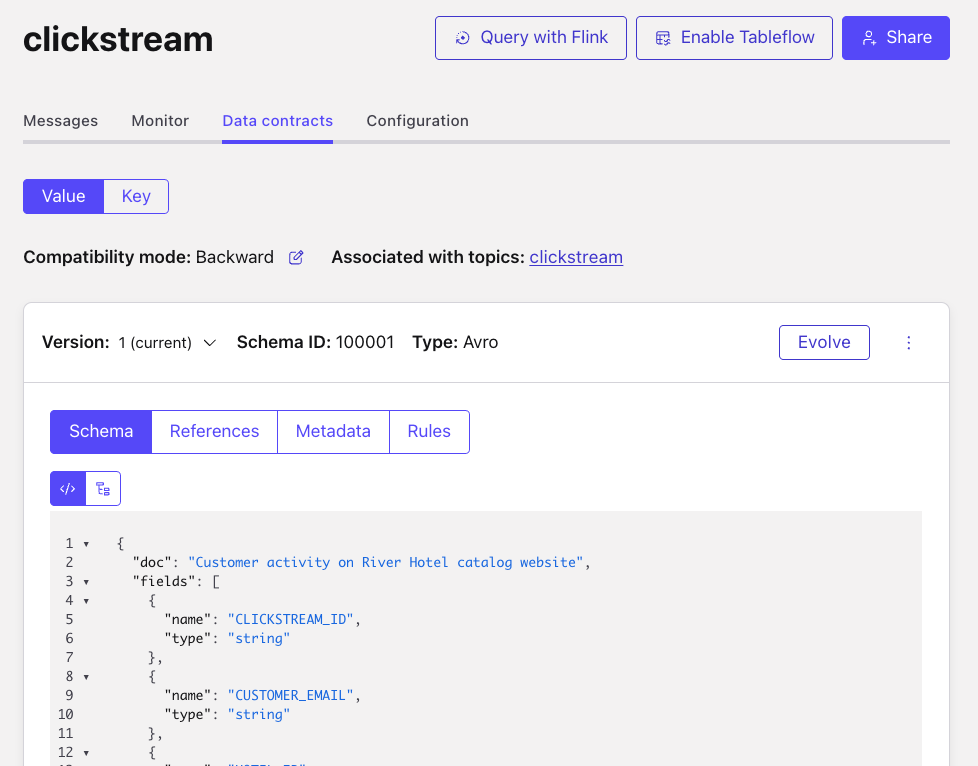 clickstream
Query with Flink
Enable Tableflow
Share
Messages Monitor Data contracts Configuration
Value Key
Compatibility mode: Backward Associated with topics: clickstream
Version: 1 (current) Schema ID: 100001 Type: Avro Evolve
Schema References Metadata Rules
</>
1 {
2 "doc": "Customer activity on River Hotel catalog website",
3 "fields": [
4 {
5 "name": "CLICKSTREAM_ID",
6 "type": "string"
7 },
8 {
9 "name": "CUSTOMER_EMAIL",
10 "type": "string"
11 },
12 {